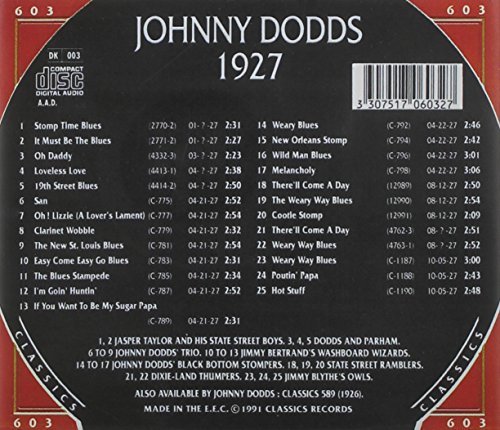 603
603
JOHNNY DODDS
1927
DK 003
COMPACT
disc
DIGITAL AUDIO
A.A.D.
3 307517 060327
1 Stomp Time Blues (2770-2) 01-?-27 2:31
2 It Must Be The Blues (2771-2) 01-?-27 2:27
3 Oh Daddy (4332-3) 03-?-27 2:23
4 Loveless Love (4413-1) 04-?-27 2:38
5 19th Street Blues (4414-2) 04-?-27 2:50
6 San (C-775) 04-21-27 2:52
7 Oh! Lizzie (A Lover's Lament) (C-777) 04-21-27 2:54
8 Clarinet Wobble (C-779) 04-21-27 2:52
9 The New St. Louis Blues (C-781) 04-21-27 2:54
10 Easy Come Easy Go Blues (C-783) 04-21-27 2:51
11 The Blues Stampede (C-785) 04-21-27 2:34
12 I'm Goin' Huntin' (C-787) 04-21-27 2:52
13 If You Want To Be My Sugar Papa
(C-789) 04-21-27 2:31
14 Weary Blues (C-792) 04-22-27 2:46
15 New Orleans Stomp (C-794) 04-22-27 2:54
16 Wild Man Blues (C-796) 04-22-27 2:54
17 Melancholy (C-798) 04-22-27 2:54
18 There'll Come A Day (12989) 08-12-27 2:50
19 The Weary Way Blues (12990) 08-12-27 2:54
20 Cootie Stomp (12991) 08-12-27 2:09
21 There'll Come A Day (4762-3) 08-?-27 2:51
22 Weary Way Blues (4763-1) 08-?-27 2:52
23 Weary Way Blues (C-1187) 10-05-27 3:00
24 Poutin' Papa (C-1188) 10-05-27 2:43
25 Hot Stuff (C-1190) 10-05-27 2:48
1, 2 JASPER TAYLOR AND HIS STATE STREET BOYS. 3, 4, 5 DODDS AND PARHAM.
6 TO 9 JOHNNY DODDS' TRIO. 10 TO 13 JIMMY BERTRAND'S WASHBOARD WIZARDS.
14 TO 17 JOHNNY DODDS' BLACK BOTTOM STOMPERS. 18, 19, 20 STATE STREET RAMBLERS.
21, 22 DIXIE-LAND THUMPERS. 23, 24, 25 JIMMY BLYTHE'S OWLS.
ALSO AVAILABLE BY JOHNNY DODDS : CLASSICS 589 (1926).
MADE IN THE E.E.C. © 1991 CLASSICS RECORDS
CLASSICS
CLASSICS
603
603